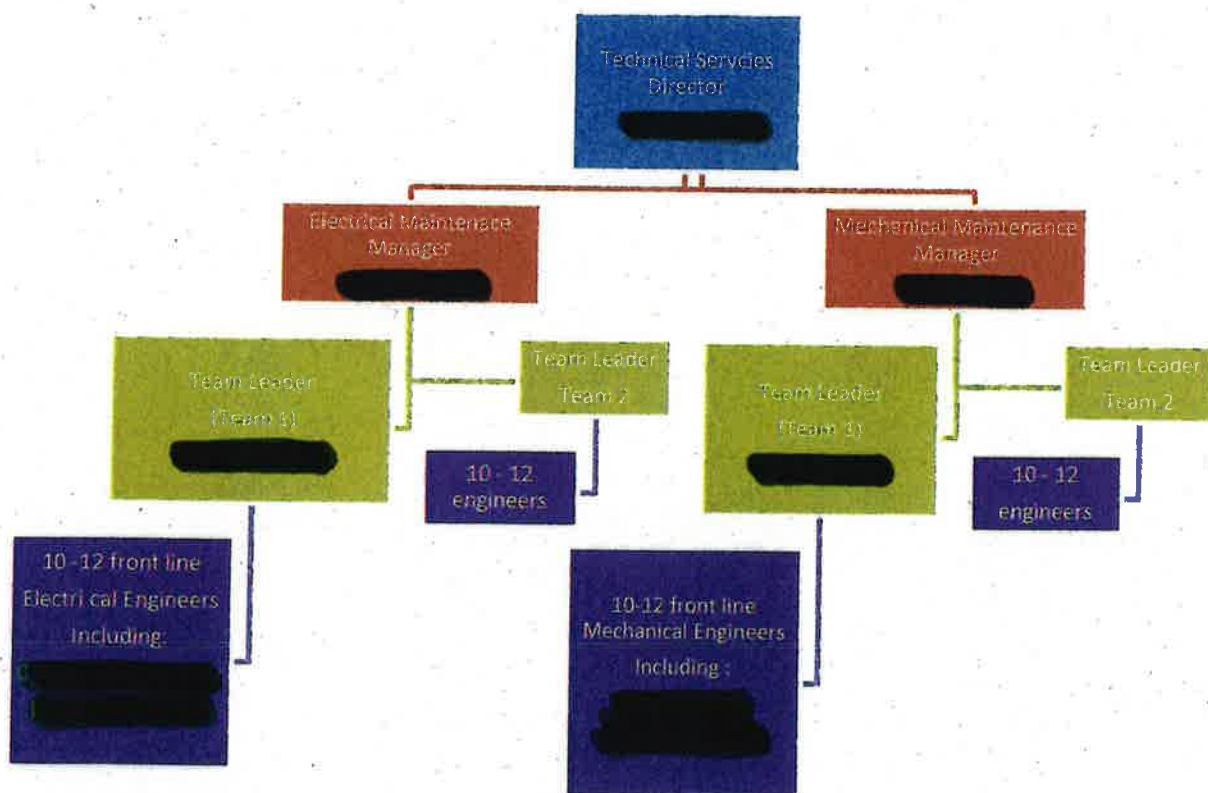 Technical Servcies
Director
Electrical Maintenace
Manager
Mechanical Maintenance
Manager
Team Leader
(Team 1)
Team Leader
Team 2
Team Leader
(Team 1)
Team Leader
Team 2
10 - 12
engineers
10 - 12
engineers
10 -12 front line
Electri cal Engineers
Including:
10-12 front line
Mechanical Engineers
Including :